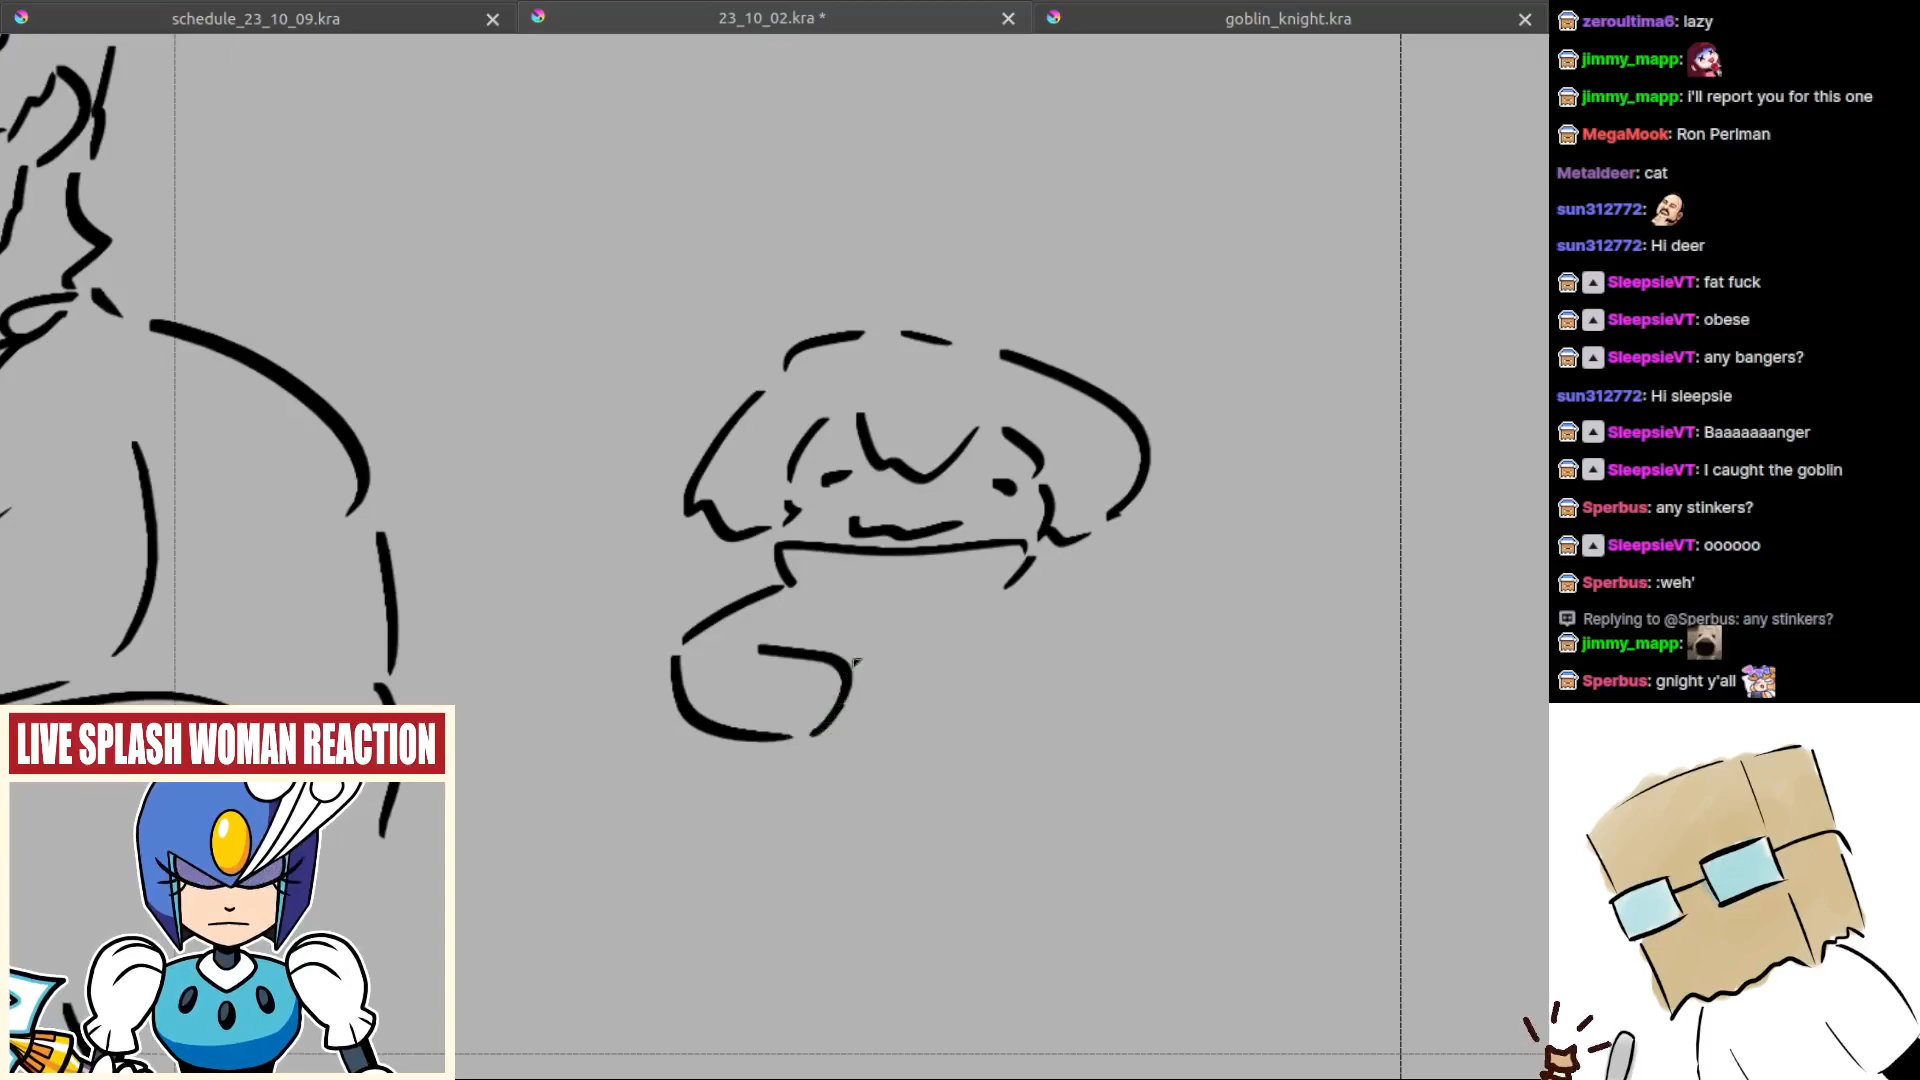 schedule_23_10_09.kra
23_10_02.kra *
goblin_knight.kra
zeroultima6: lazy
jimmy_mapp:
jimmy_mapp: i'll report you for this one
MegaMook: Ron Perlman
Metaldeer: cat
sun312772:
sun312772: Hi deer
SleepsieVT: fat fuck
SleepsieVT: obese
SleepsieVT: any bangers?
sun312772: Hi sleepsie
SleepsieVT: Baaaaaaanger
SleepsieVT: I caught the goblin
Sperbus: any stinkers?
SleepsieVT: oooooo
Sperbus: :weh'
Replying to @Sperbus: any stinkers?
jimmy_mapp:
Sperbus: gnight y'all
LIVE SPLASH WOMAN REACTION